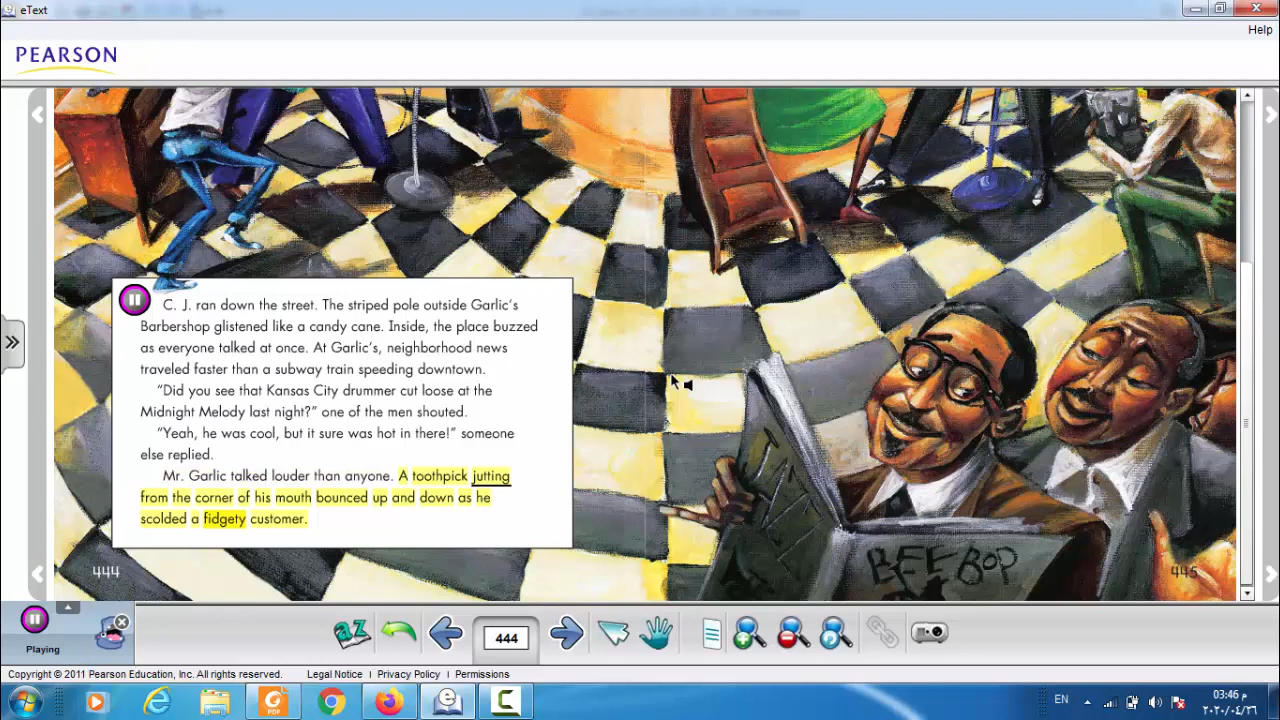 eText
Help
PEARSON
C. J. ran down the street. The striped pole outside Garlic's
Barbershop glistened like a candy cane. Inside, the place buzzed
as everyone talked at once. At Garlic's, neighborhood news
traveled faster than a subway train speeding downtown.
"Did you see that Kansas City drummer cut loose at the
Midnight Melody last night?" one of the men shouted.
"Yeah, he was cool, but it sure was hot in there!" someone
else replied.
Mr. Garlic talked louder than anyone. A toothpick jutting
from the corner of his mouth bounced up and down as he
scolded a fidgety customer.
BEEBOP
444
445
Playing
aZ
444
Copyright © 2011 Pearson Education, Inc. All rights reserved. Legal Notice | Privacy Policy | Permissions
PDF
EN
03:46 م
٢٠٢٠/٠٤/٢٦